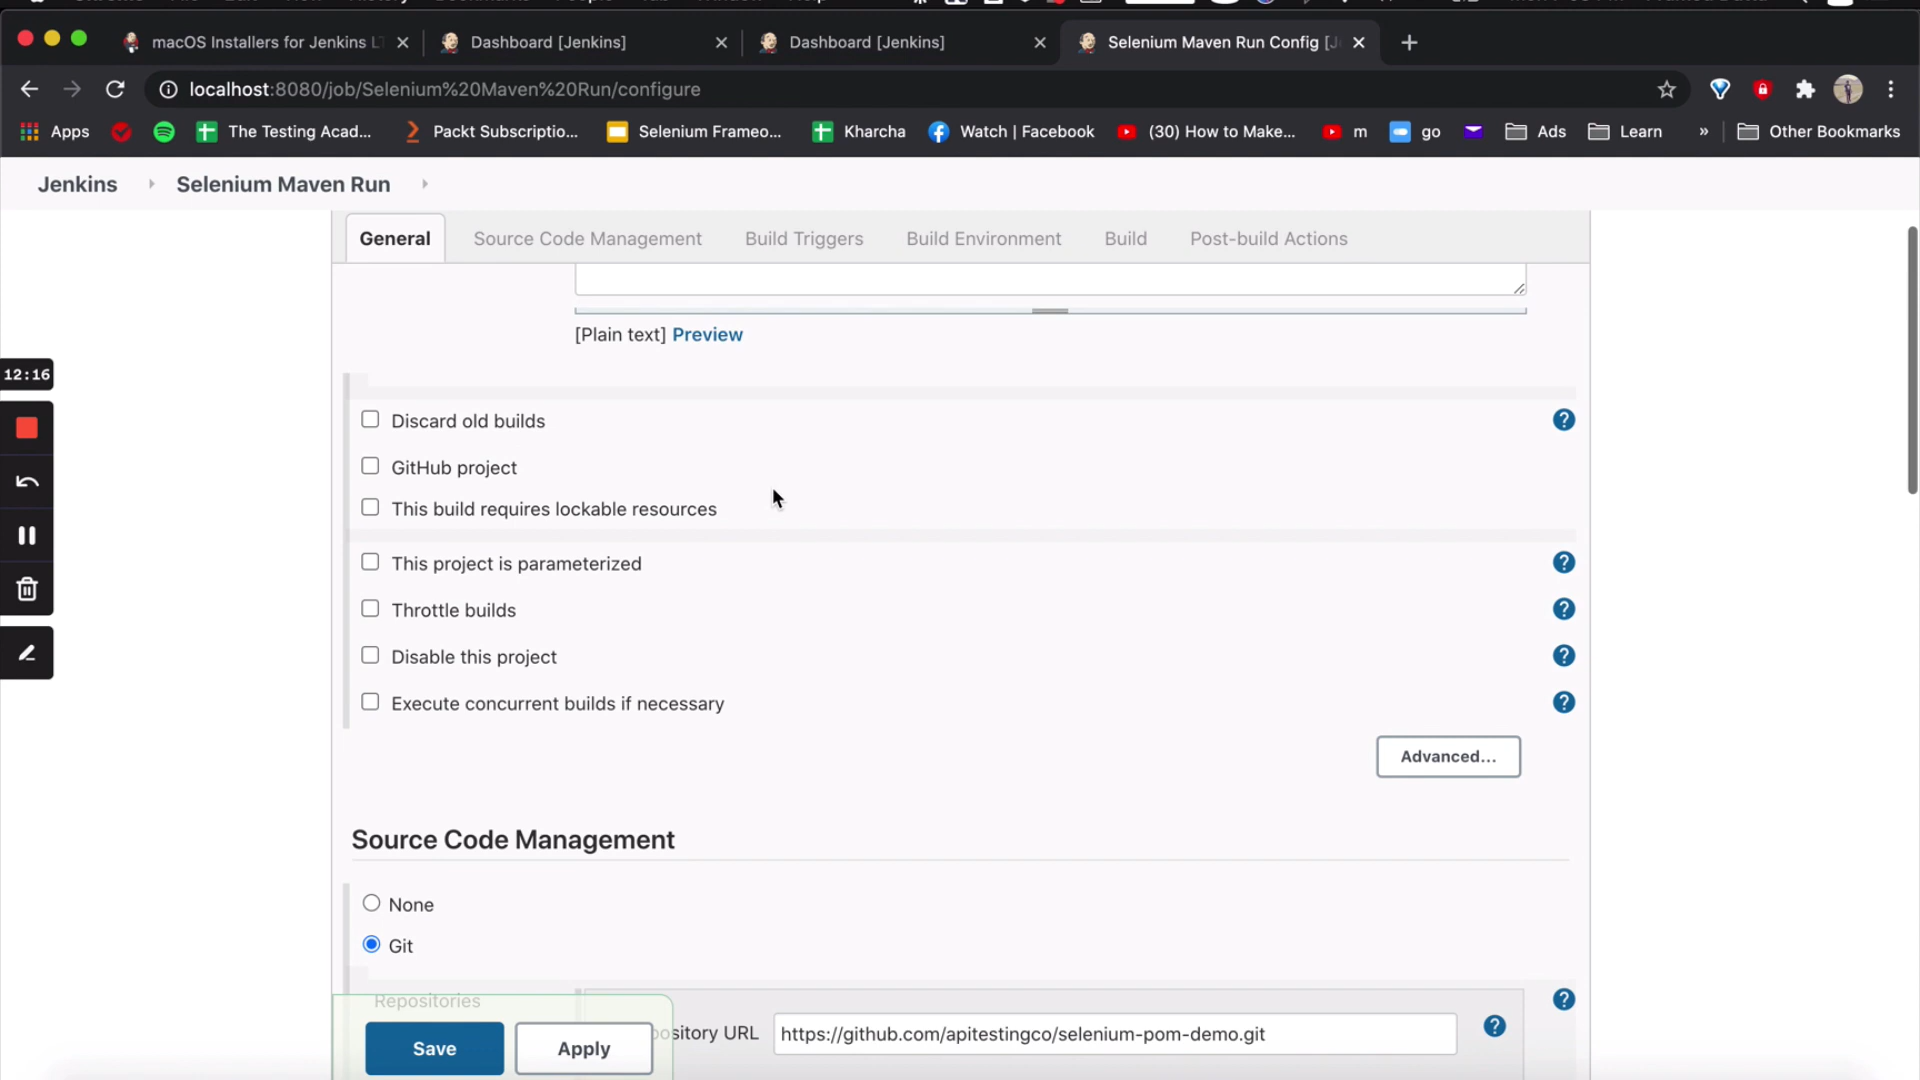 macOS Installers for Jenkins LT
Dashboard [Jenkins]
Dashboard [Jenkins]
Selenium Maven Run Config [J
localhost:8080/job/Selenium%20Maven%20Run/configure
Apps
The Testing Acad...
Packt Subscriptio...
Selenium Frameo...
Kharcha
Watch | Facebook
(30) How to Make...
m
go
Ads
Learn
»
Other Bookmarks
Jenkins
Selenium Maven Run
General
Source Code Management
Build Triggers
Build Environment
Build
Post-build Actions
[Plain text] Preview
12:16
Discard old builds
GitHub project
This build requires lockable resources
This project is parameterized
Throttle builds
Disable this project
Execute concurrent builds if necessary
Advanced...
Source Code Management
None
Git
Repositories
ository URL
https://github.com/apitestingco/selenium-pom-demo.git
Save
Apply